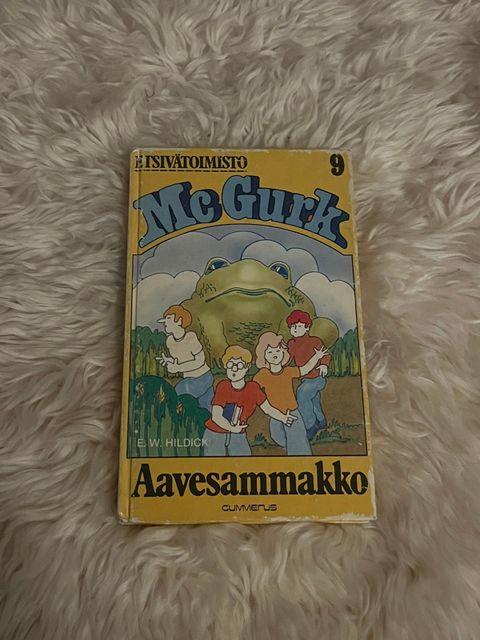 ETSIVÄTOIMISTO 9
McGurk
E. W. HILDICK
Aavesammakko
GUMMERUS